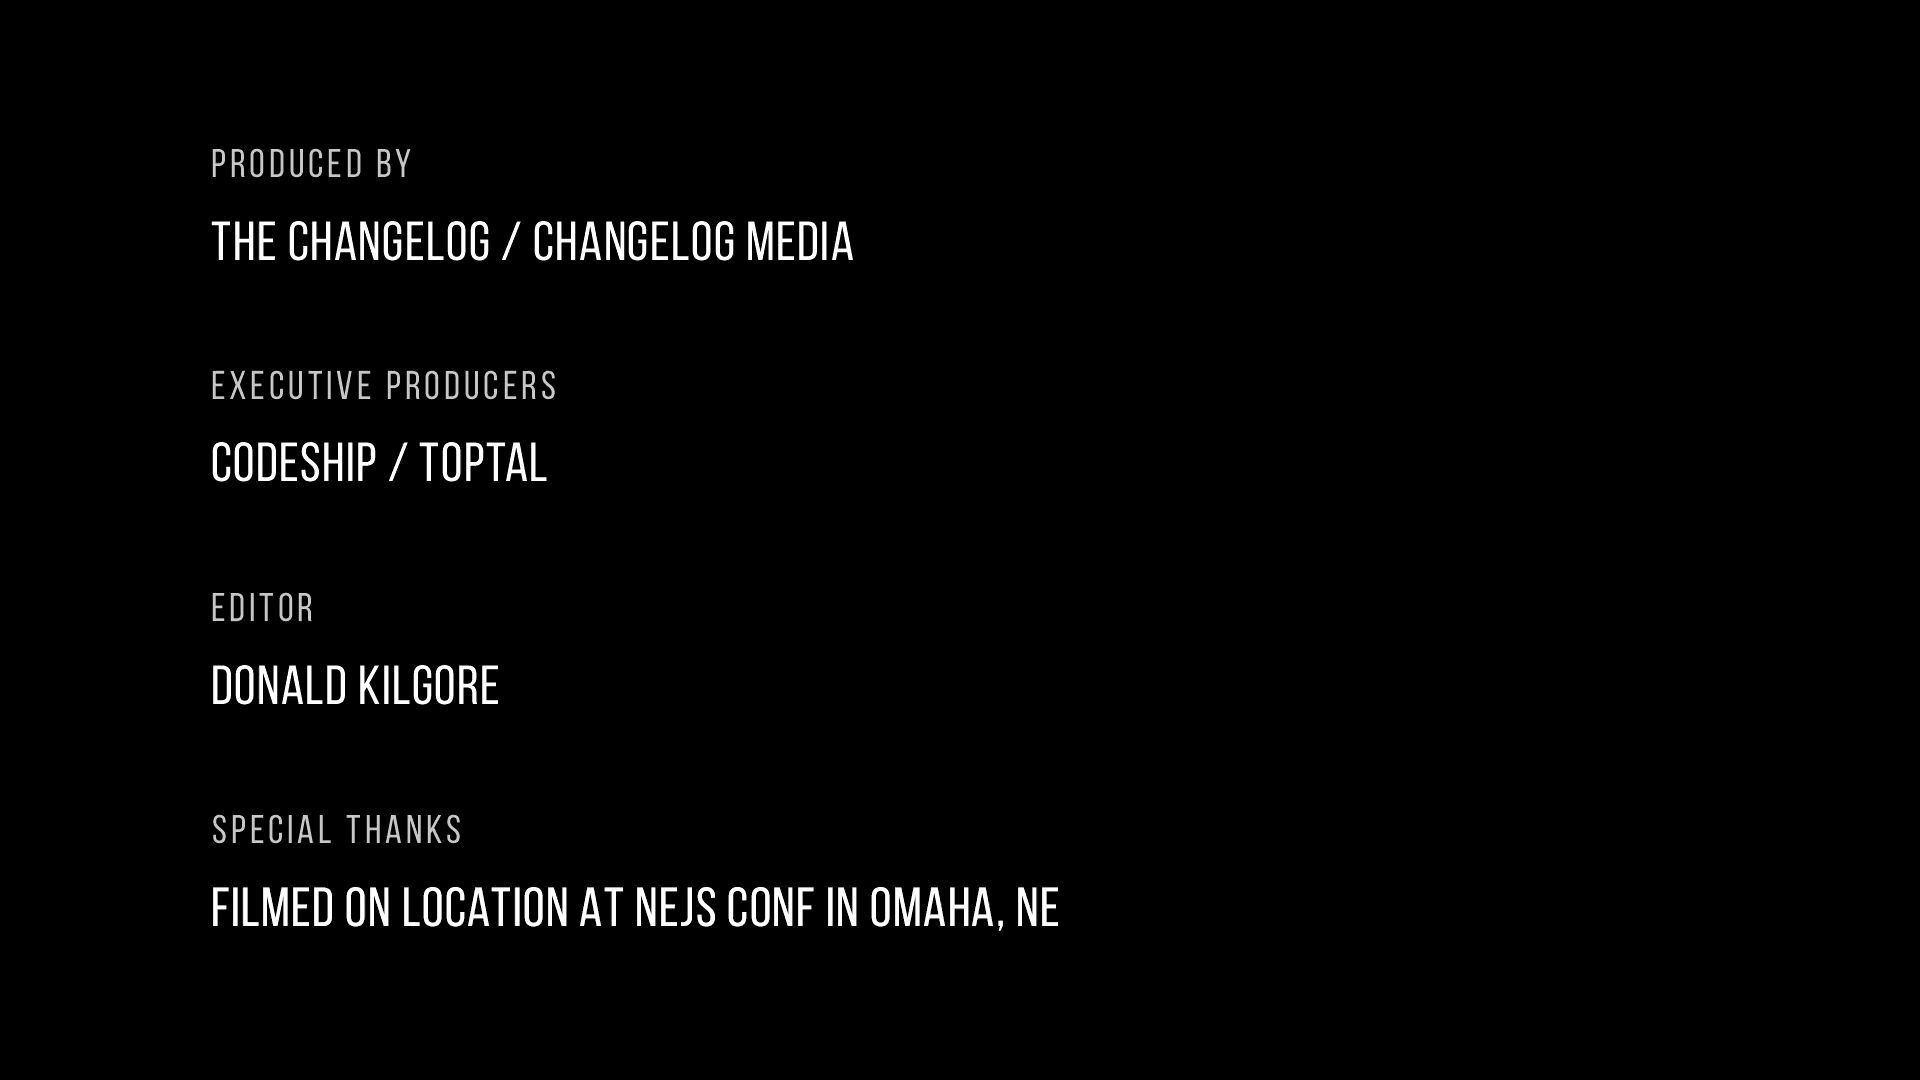 PRODUCED BY
THE CHANGELOG / CHANGELOG MEDIA
EXECUTIVE PRODUCERS
CODESHIP / TOPTAL
EDITOR
DONALD KILGORE
SPECIAL THANKS
FILMED ON LOCATION AT NEJS CONF IN OMAHA, NE